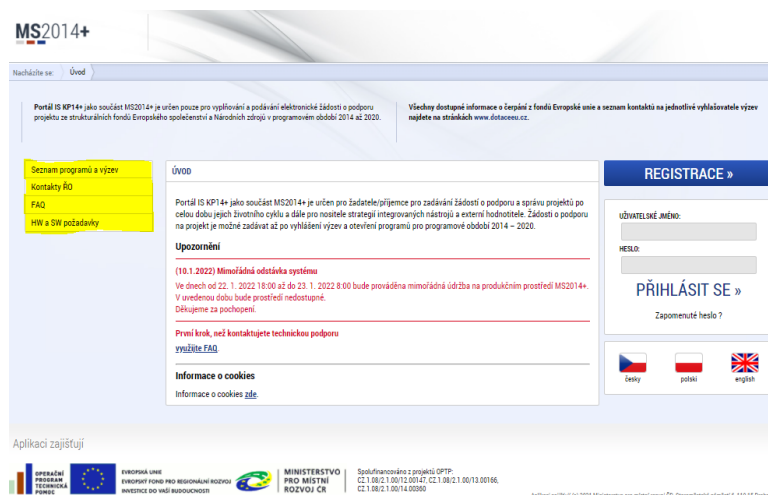 MS2014+
Nacházíte se: Úvod
Portál IS KP14+ jako součást MS2014+ je určen pouze pro vyplňování a podávání elektronické žádosti o podporu
projektu ze strukturálních fondů Evropského společenství a Národních zdrojů v programovém období 2014 až 2020.
Všechny dostupné informace o čerpání z fondů Evropské unie a seznam kontaktů na jednotlivé vyhlašovatele výzev
najdete na stránkách www.dotaceeu.cz.
Seznam programů a výzev
Kontakty ŘO
FAQ
HW a SW požadavky
ÚVOD
Portál IS KP14+ jako součást MS2014+ je určen pro žadatele/příjemce pro zadávání žádostí o podporu a správu projektů po
celou dobu jejich životního cyklu a dále pro nositele strategií integrovaných nástrojů a externí hodnotitele. Žádosti o podporu
na projekt je možné zadávat až po vyhlášení výzev a otevření programů pro programové období 2014 – 2020.
Upozornění
(10.1.2022) Mimořádná odstávka systému
Ve dnech od 22. 1. 2022 18:00 až do 23. 1. 2022 8:00 bude prováděna mimořádná údržba na produkčním prostředí MS2014+.
V uvedenou dobu bude prostředí nedostupné.
Děkujeme za pochopení.
První krok, než kontaktujete technickou podporu
využijte FAQ
Informace o cookies
Informace o cookies zde.
REGISTRACE »
UŽIVATELSKÉ JMÉNO:
HESLO:
PŘIHLÁSIT SE »
Zapomenuté heslo ?
česky polski english
Aplikaci zajišťují
OPERAČNÍ
PROGRAM
TECHNICKÁ
POMOC
EVROPSKÁ UNIE
EVROPSKÝ FOND PRO REGIONÁLNÍ ROZVOJ
INVESTICE DO VAŠÍ BUDOUCNOSTI
MINISTERSTVO
PRO MÍSTNÍ
ROZVOJ ČR
Spolufinancováno z projektů OPTP:
CZ.1.08/2.1.00/12.00147, CZ.1.08/2.1.00/13.00166,
CZ.1.08/2.1.00/14.00360